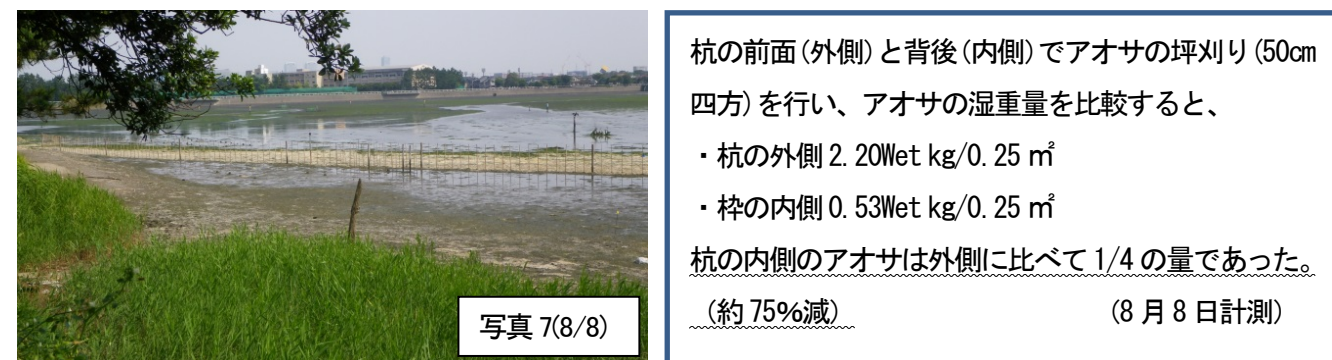 写真 7(8/8)
杭の前面(外側)と背後(内側)でアオサの坪刈り(50cm
四方)を行い、アオサの湿重量を比較すると、
・杭の外側 2.20Wet kg/0.25 ㎡
・枠の内側 0.53Wet kg/0.25 ㎡
杭の内側のアオサは外側に比べて 1/4 の量であった。
(約 75%減) (8 月 8 日計測)